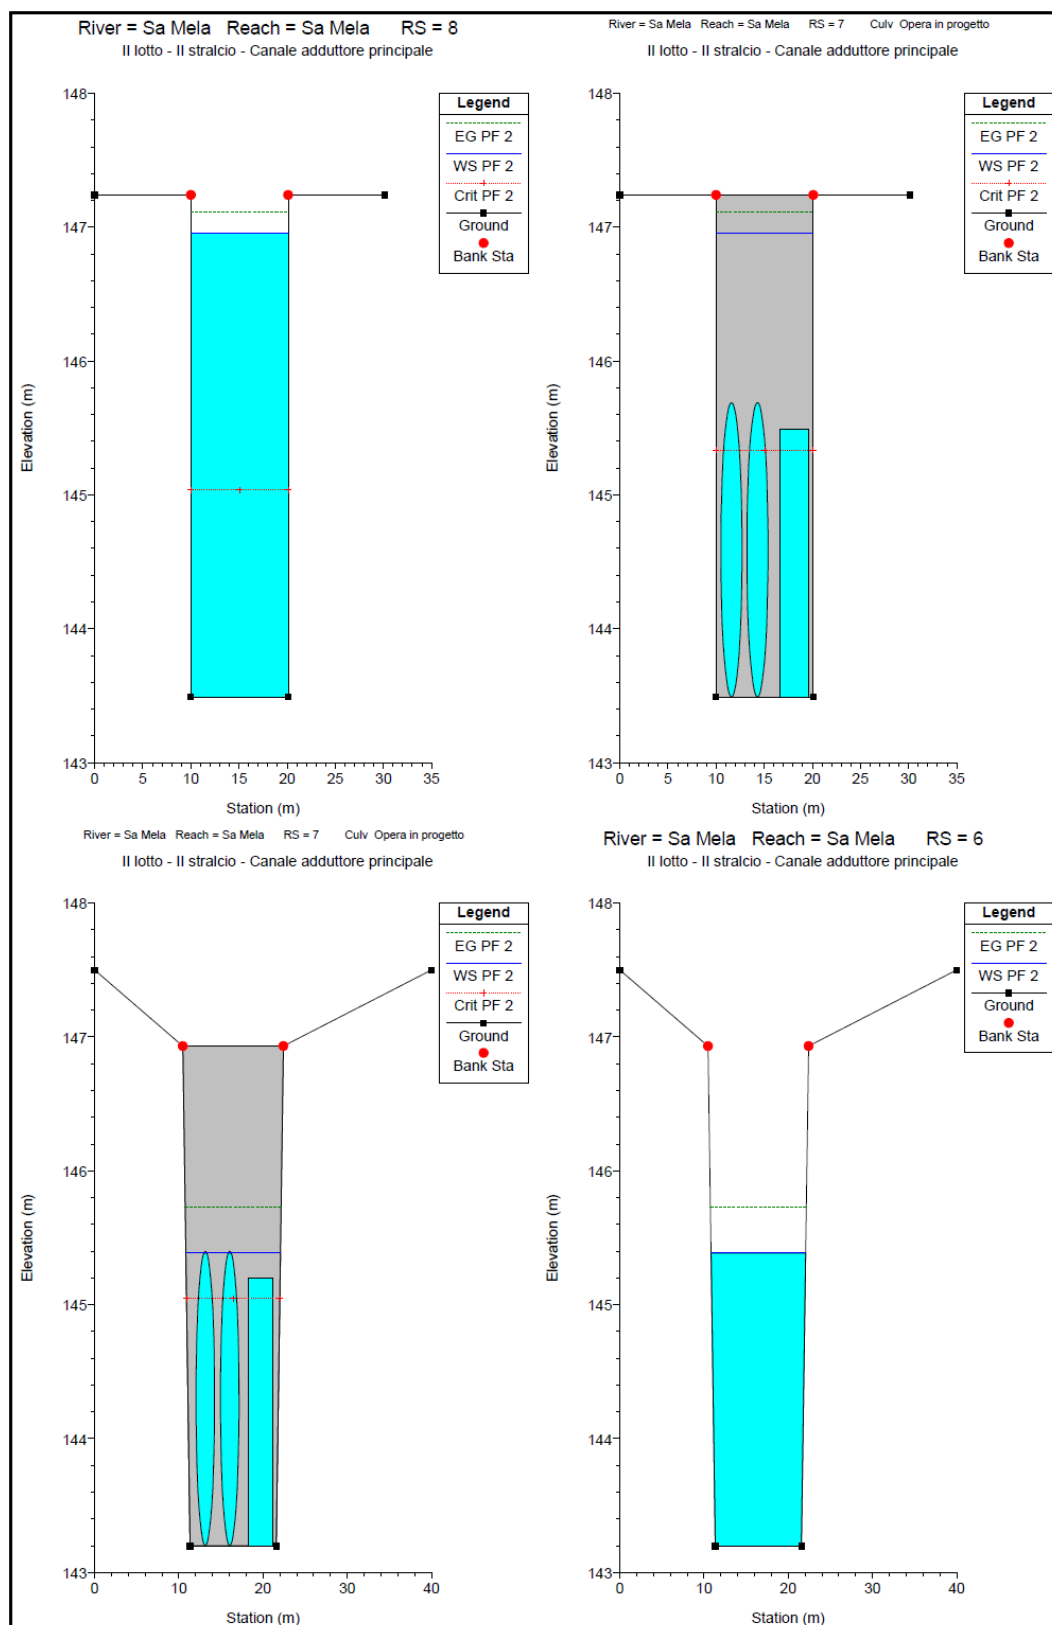 River = Sa Mela   Reach = Sa Mela      RS = 8
II lotto - II stralcio - Canale adduttore principale
148
147
146
145
144
143
Elevation (m)
0 5 10 15 20 25 30 35
Station (m)
Legend
EG PF 2
WS PF 2
Crit PF 2
Ground
Bank Sta
River = Sa Mela   Reach = Sa Mela      RS = 7      Culv  Opera in progetto
II lotto - II stralcio - Canale adduttore principale
148
147
146
145
144
143
Elevation (m)
0 5 10 15 20 25 30 35
Station (m)
Legend
EG PF 2
WS PF 2
Crit PF 2
Ground
Bank Sta
River = Sa Mela   Reach = Sa Mela      RS = 7      Culv  Opera in progetto
II lotto - II stralcio - Canale adduttore principale
148
147
146
145
144
143
Elevation (m)
0 10 20 30 40
Station (m)
Legend
EG PF 2
WS PF 2
Crit PF 2
Ground
Bank Sta
River = Sa Mela   Reach = Sa Mela      RS = 6
II lotto - II stralcio - Canale adduttore principale
148
147
146
145
144
143
Elevation (m)
0 10 20 30 40
Station (m)
Legend
EG PF 2
WS PF 2
Ground
Bank Sta